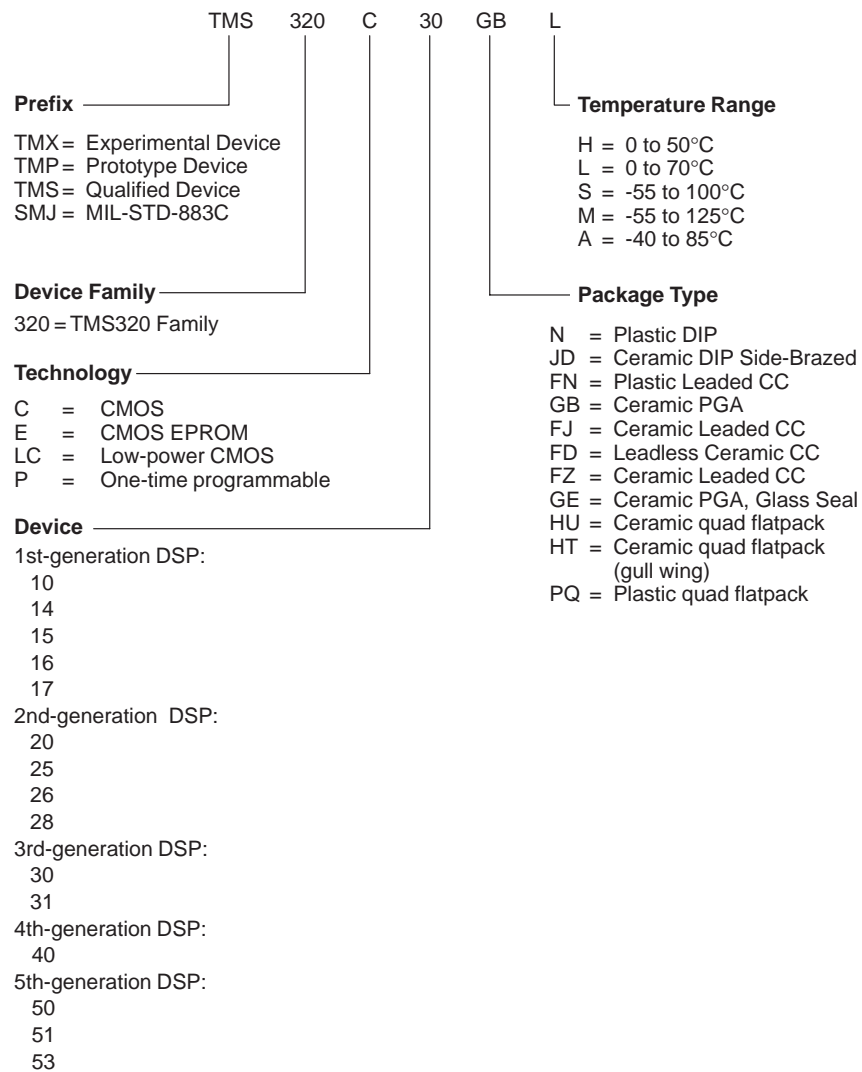 TMS 320 C 30 GB L
Prefix
TMX = Experimental Device
TMP = Prototype Device
TMS = Qualified Device
SMJ = MIL-STD-883C
Device Family
320 = TMS320 Family
Technology
C = CMOS
E = CMOS EPROM
LC = Low-power CMOS
P = One-time programmable
Device
1st-generation DSP:
10
14
15
16
17
2nd-generation DSP:
20
25
26
28
3rd-generation DSP:
30
31
4th-generation DSP:
40
5th-generation DSP:
50
51
53
Temperature Range
H = 0 to 50°C
L = 0 to 70°C
S = -55 to 100°C
M = -55 to 125°C
A = -40 to 85°C
Package Type
N = Plastic DIP
JD = Ceramic DIP Side-Brazed
FN = Plastic Leaded CC
GB = Ceramic PGA
FJ = Ceramic Leaded CC
FD = Leadless Ceramic CC
FZ = Ceramic Leaded CC
GE = Ceramic PGA, Glass Seal
HU = Ceramic quad flatpack
HT = Ceramic quad flatpack
(gull wing)
PQ = Plastic quad flatpack